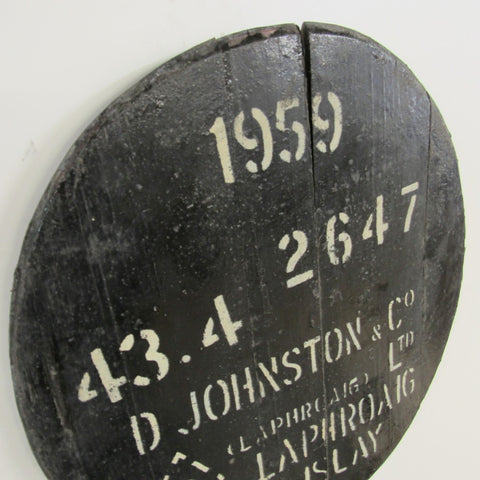 1959
2647
43.4
D JOHNSTON & Co
(LAPHROAIG) LTD
LAPHROAIG
ISLAY